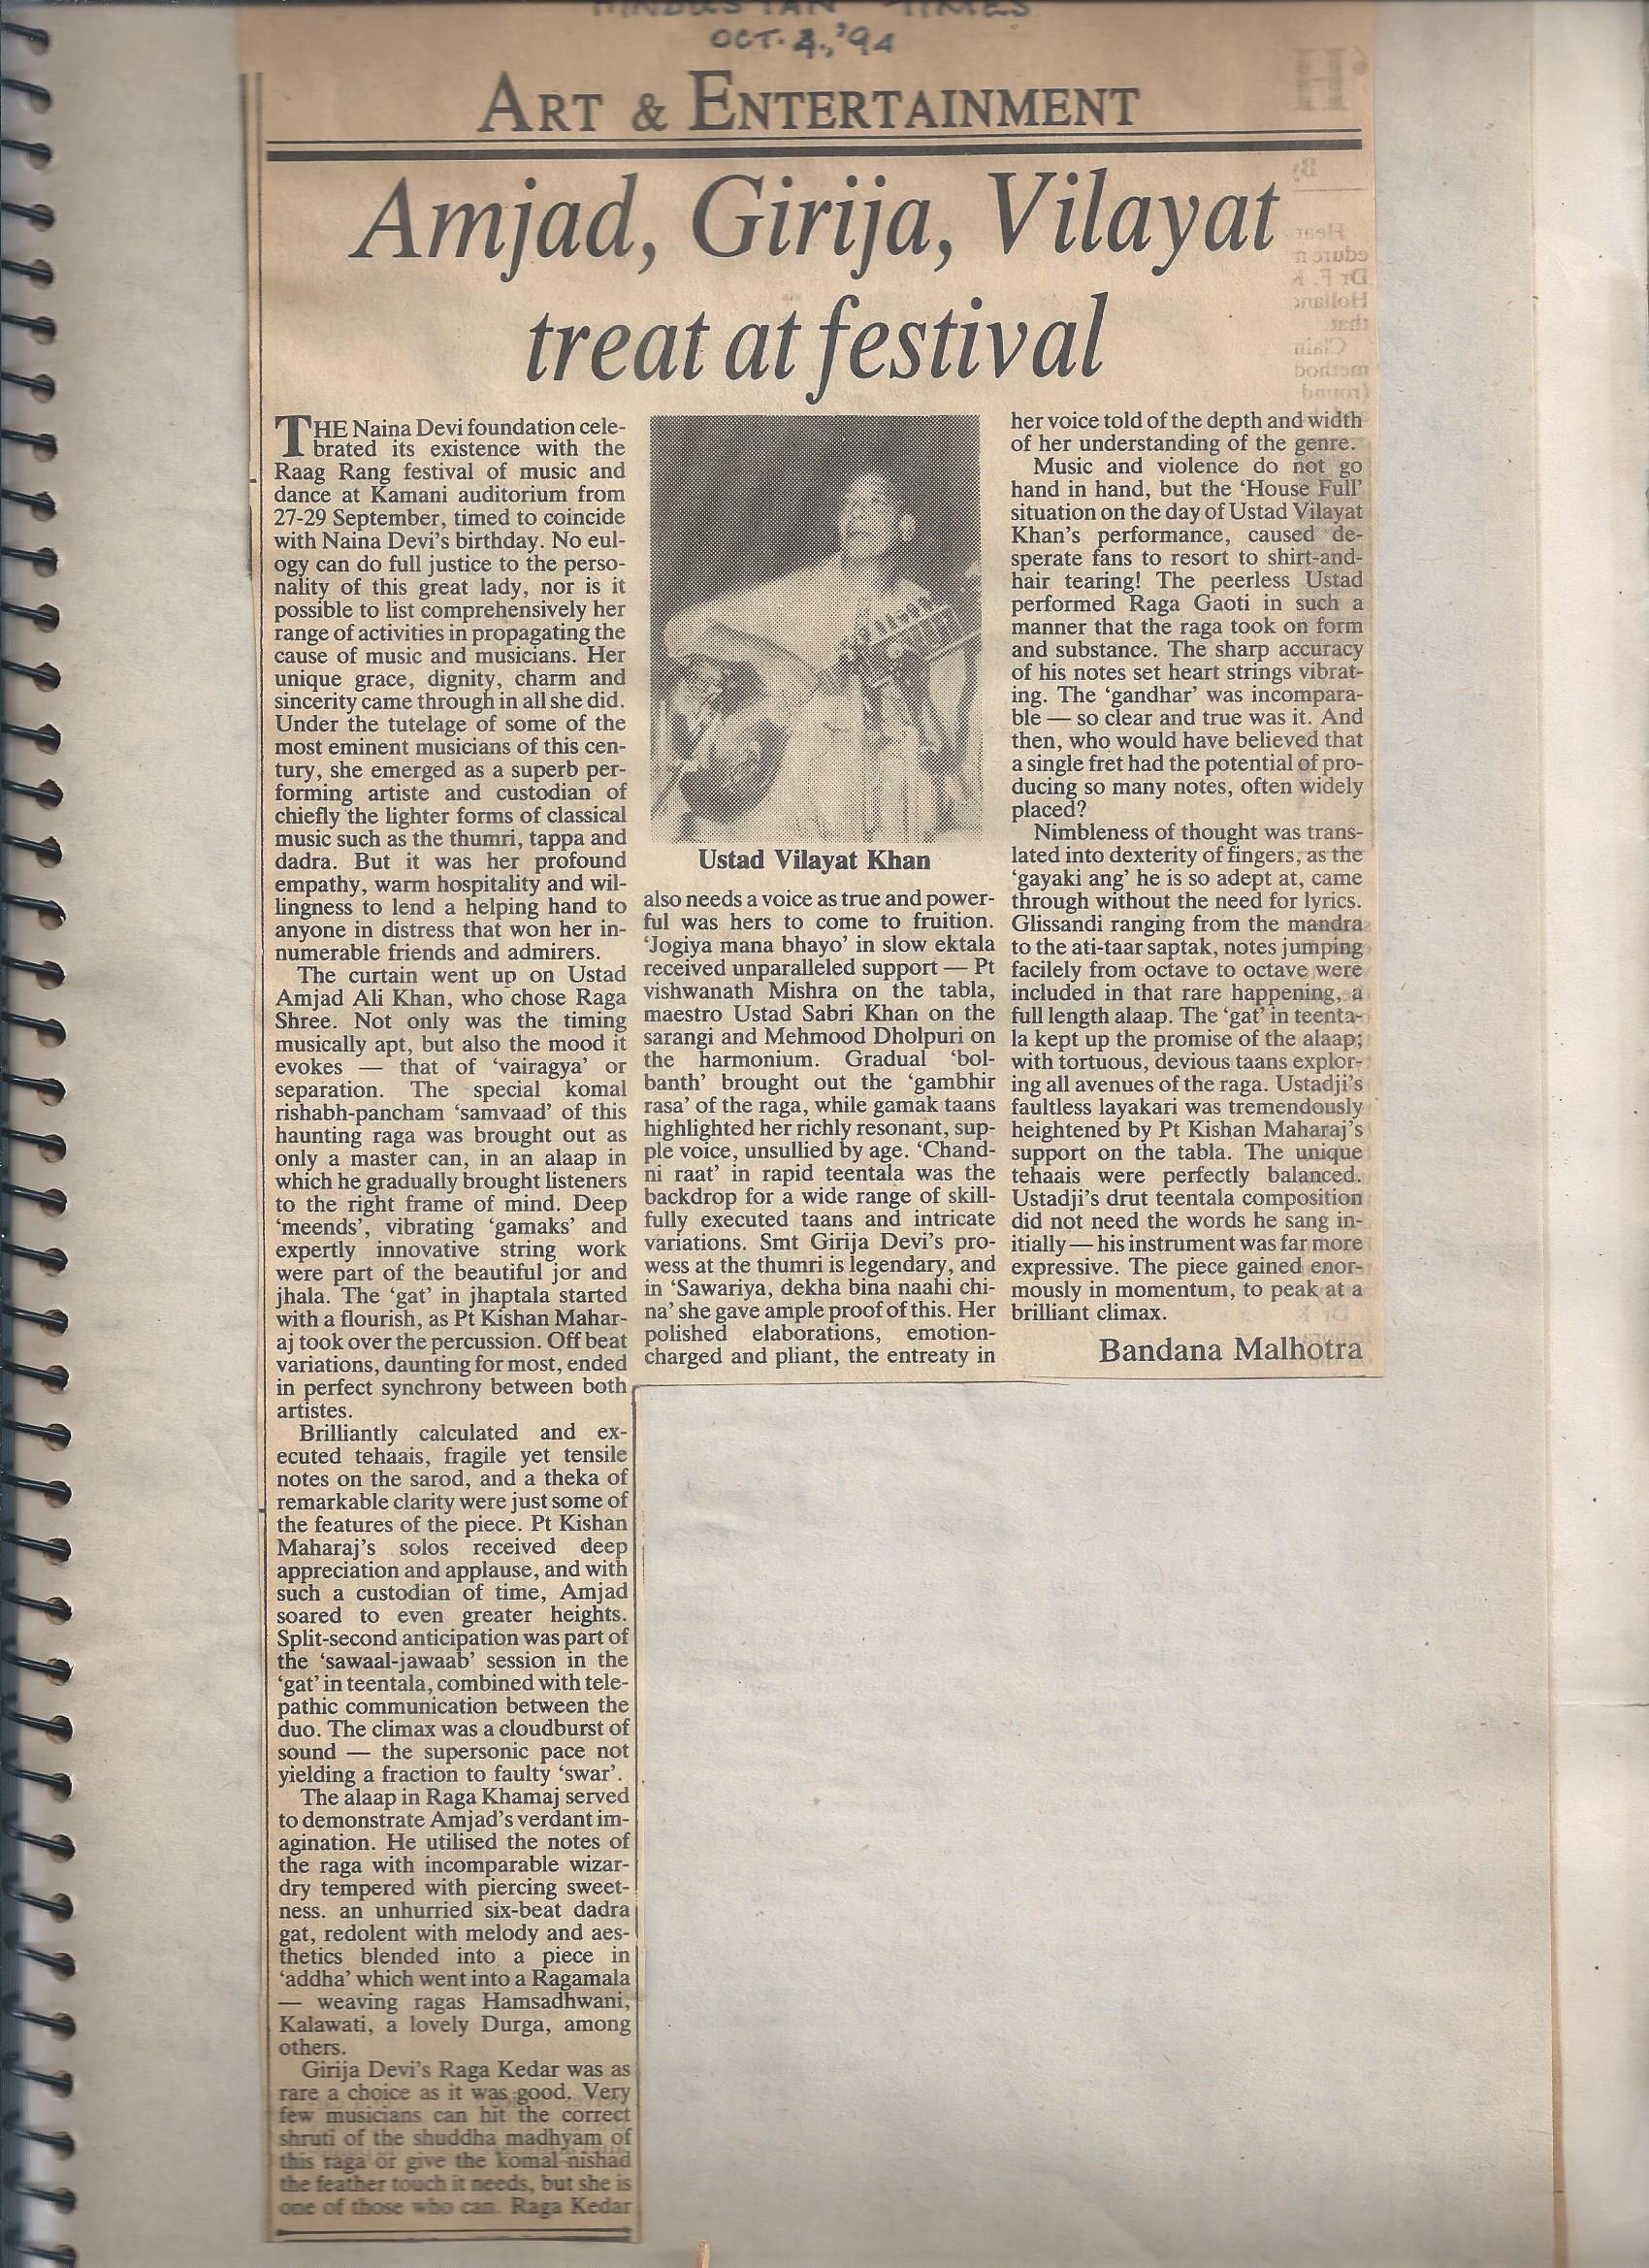 HINDUSTAN TIMES
OCT. 4, '94
ART & ENTERTAINMENT
Amjad, Girija, Vilayat
treat at festival
THE Naina Devi foundation cele-
brated its existence with the
Raag Rang festival of music and
dance at Kamani auditorium from
27-29 September, timed to coincide
with Naina Devi's birthday. No eul-
ogy can do full justice to the perso-
nality of this great lady, nor is it
possible to list comprehensively her
range of activities in propagating the
cause of music and musicians. Her
unique grace, dignity, charm and
sincerity came through in all she did.
Under the tutelage of some of the
most eminent musicians of this cen-
tury, she emerged as a superb per-
forming artiste and custodian of
chiefly the lighter forms of classical
music such as the thumri, tappa and
dadra. But it was her profound
empathy, warm hospitality and wil-
lingness to lend a helping hand to
anyone in distress that won her in-
numerable friends and admirers.
The curtain went up on Ustad
Amjad Ali Khan, who chose Raga
Shree. Not only was the timing
musically apt, but also the mood it
evokes — that of 'vairagya' or
separation. The special komal
rishabh-pancham 'samvaad' of this
haunting raga was brought out as
only a master can, in an alaap in
which he gradually brought listeners
to the right frame of mind. Deep
'meends', vibrating 'gamaks' and
expertly innovative string work
were part of the beautiful jor and
jhala. The 'gat' in jhaptala started
with a flourish, as Pt Kishan Mahar-
aj took over the percussion. Off beat
variations, daunting for most, ended
in perfect synchrony between both
artistes.
Brilliantly calculated and ex-
ecuted tehaais, fragile yet tensile
notes on the sarod, and a theka of
remarkable clarity were just some of
the features of the piece. Pt Kishan
Maharaj's solos received deep
appreciation and applause, and with
such a custodian of time, Amjad
soared to even greater heights.
Split-second anticipation was part of
the 'sawaal-jawaab' session in the
'gat' in teentala, combined with tele-
pathic communication between the
duo. The climax was a cloudburst of
sound — the supersonic pace not
yielding a fraction to faulty 'swar'.
The alaap in Raga Khamaj served
to demonstrate Amjad's verdant im-
agination. He utilised the notes of
the raga with incomparable wizar-
dry tempered with piercing sweet-
ness. an unhurried six-beat dadra
gat, redolent with melody and aes-
thetics blended into a piece in
'addha' which went into a Ragamala
— weaving ragas Hamsadhwani,
Kalawati, a lovely Durga, among
others.
Girija Devi's Raga Kedar was as
rare a choice as it was good. Very
few musicians can hit the correct
shruti of the shuddha madhyam of
this raga or give the komal nishad
the feather touch it needs, but she is
one of those who can. Raga Kedar
Ustad Vilayat Khan
also needs a voice as true and power-
ful was hers to come to fruition.
'Jogiya mana bhayo' in slow ektala
received unparalleled support — Pt
vishwanath Mishra on the tabla,
maestro Ustad Sabri Khan on the
sarangi and Mehmood Dholpuri on
the harmonium. Gradual 'bol-
banth' brought out the 'gambhir
rasa' of the raga, while gamak taans
highlighted her richly resonant, sup-
ple voice, unsullied by age. 'Chand-
ni raat' in rapid teentala was the
backdrop for a wide range of skill-
fully executed taans and intricate
variations. Smt Girija Devi's pro-
wess at the thumri is legendary, and
in 'Sawariya, dekha bina naahi chi-
na' she gave ample proof of this. Her
polished elaborations, emotion-
charged and pliant, the entreaty in
her voice told of the depth and width
of her understanding of the genre.
Music and violence do not go
hand in hand, but the 'House Full'
situation on the day of Ustad Vilayat
Khan's performance, caused de-
sperate fans to resort to shirt-and-
hair tearing! The peerless Ustad
performed Raga Gaoti in such a
manner that the raga took on form
and substance. The sharp accuracy
of his notes set heart strings vibrat-
ing. The 'gandhar' was incompara-
ble — so clear and true was it. And
then, who would have believed that
a single fret had the potential of pro-
ducing so many notes, often widely
placed?
Nimbleness of thought was trans-
lated into dexterity of fingers, as the
'gayaki ang' he is so adept at, came
through without the need for lyrics.
Glissandi ranging from the mandra
to the ati-taar saptak, notes jumping
facilely from octave to octave were
included in that rare happening, a
full length alaap. The 'gat' in teenta-
la kept up the promise of the alaap;
with tortuous, devious taans explor-
ing all avenues of the raga. Ustadji's
faultless layakari was tremendously
heightened by Pt Kishan Maharaj's
support on the tabla. The unique
tehaais were perfectly balanced.
Ustadji's drut teentala composition
did not need the words he sang in-
itially — his instrument was far more
expressive. The piece gained enor-
mously in momentum, to peak at a
brilliant climax.
Bandana Malhotra